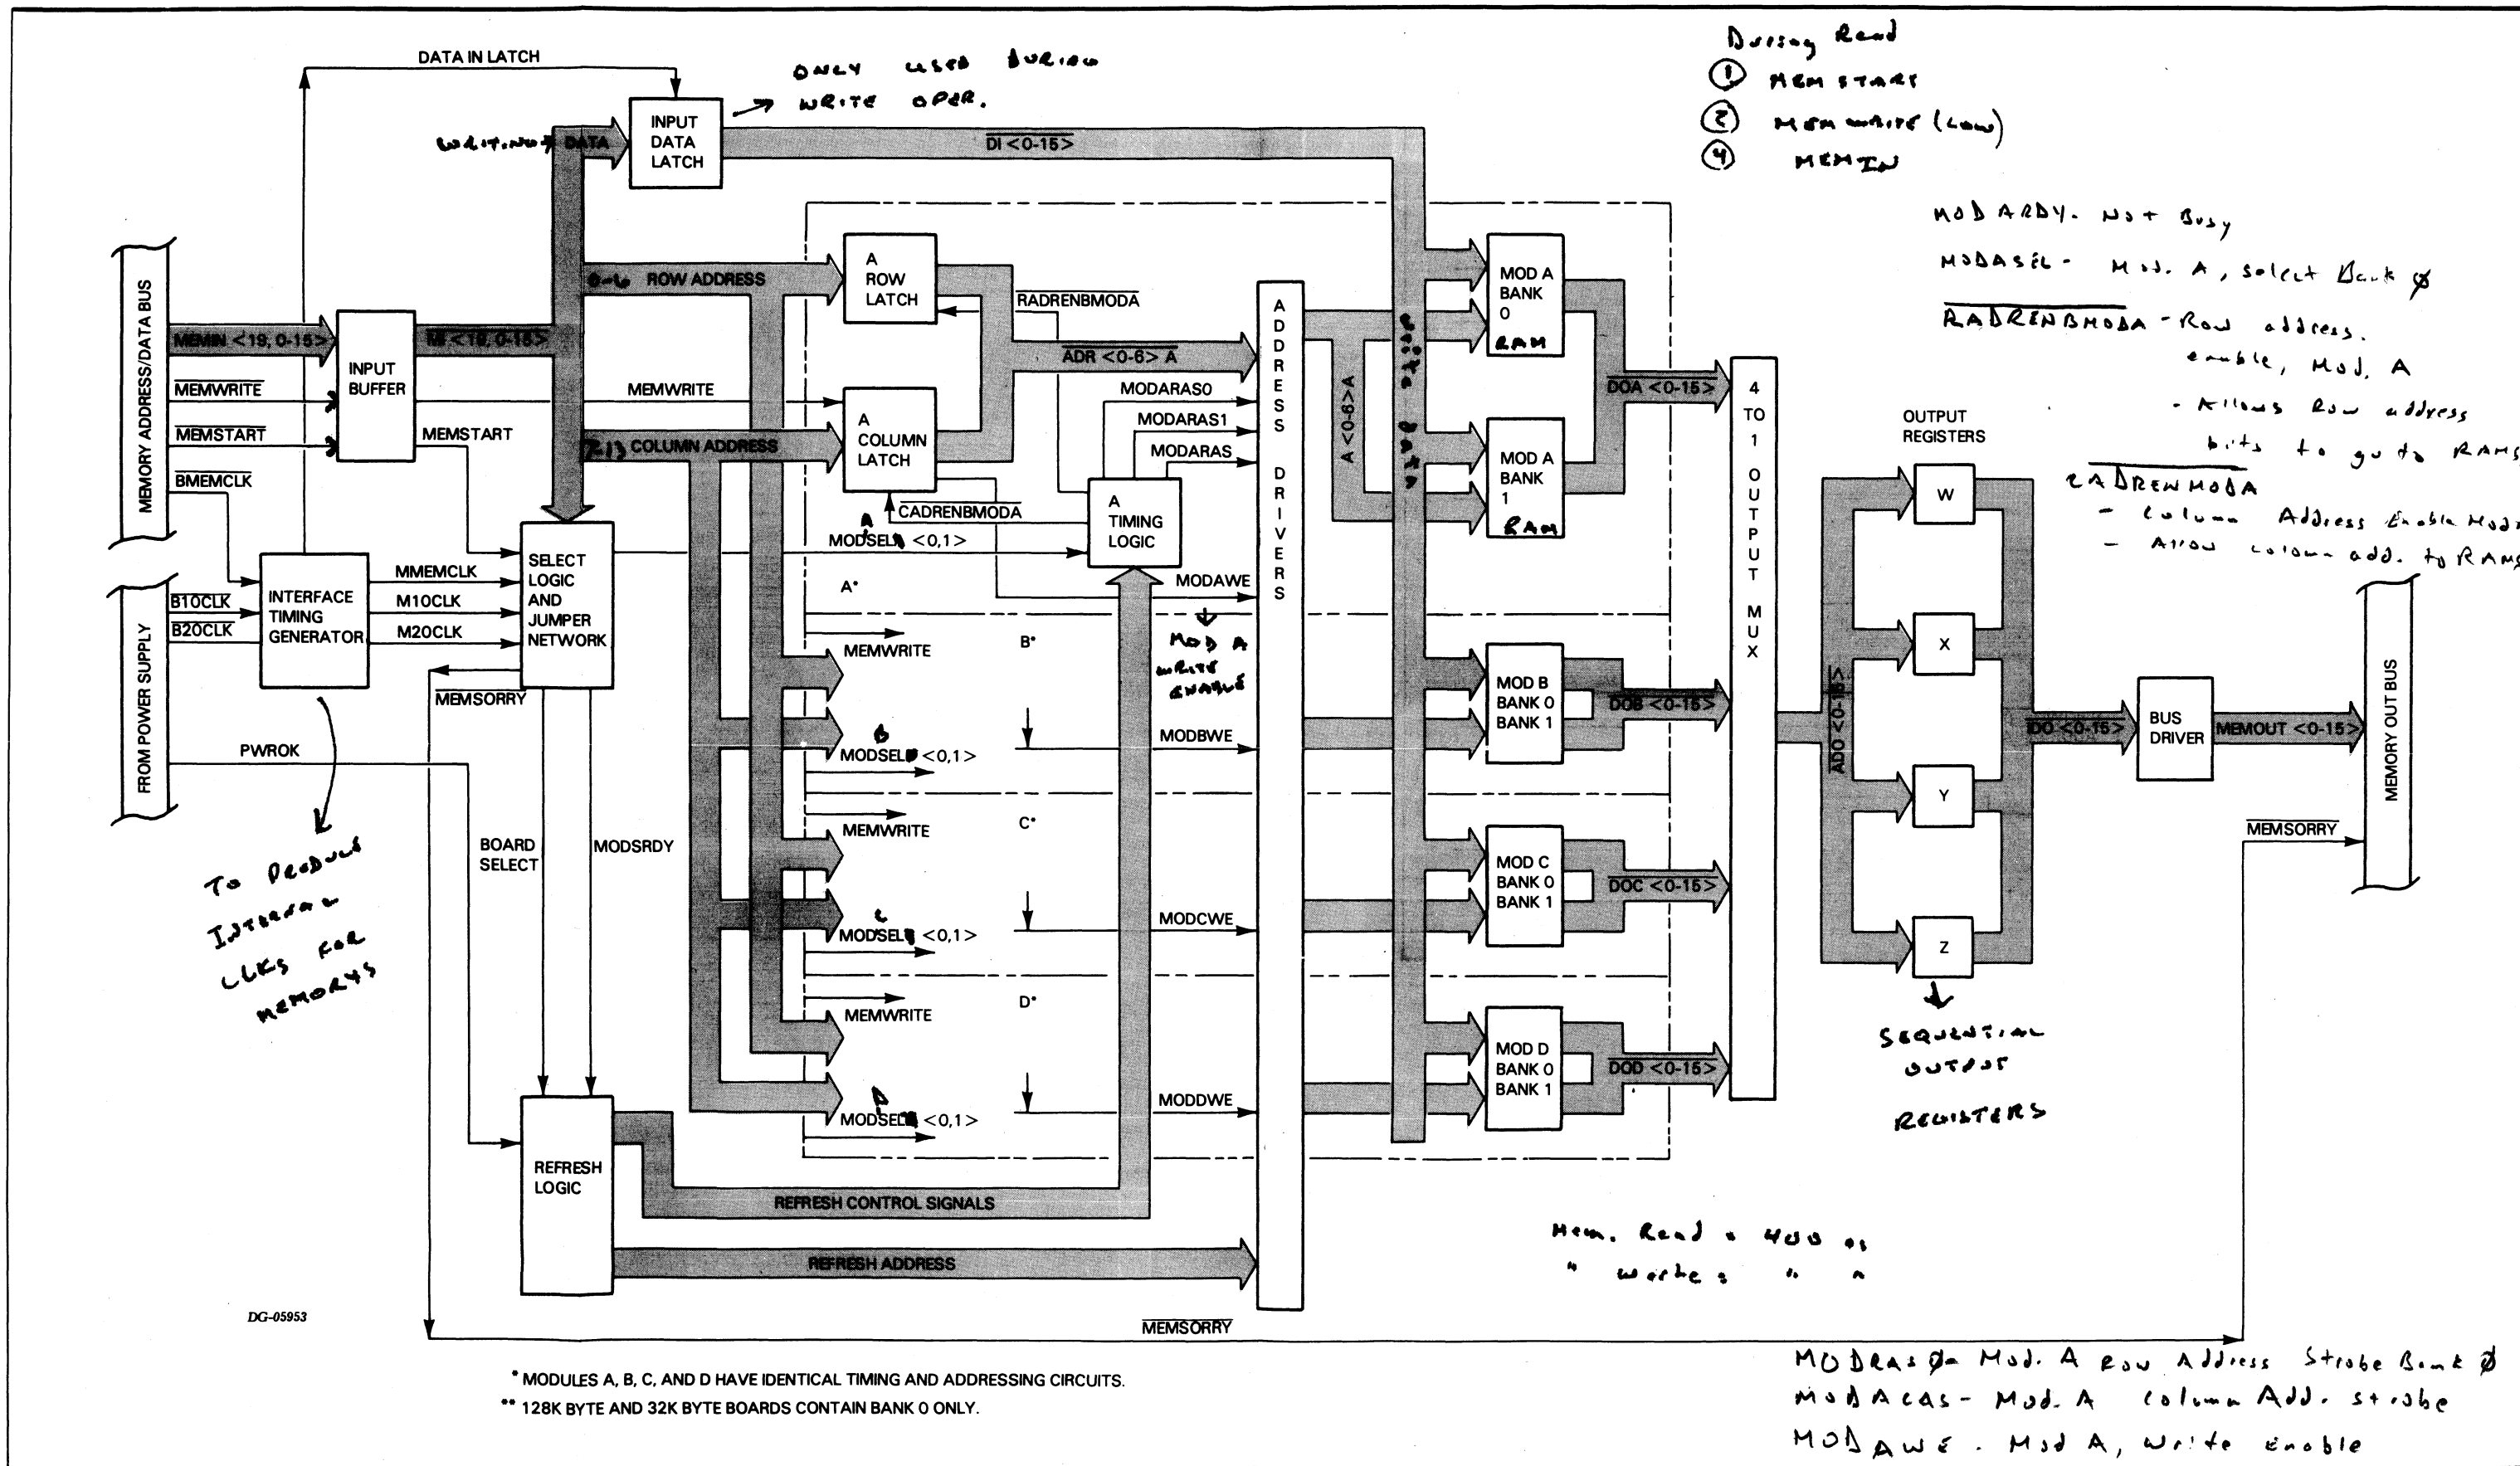 DATA IN LATCH
ONLY USED DURING
WRITE OPER.
During Read
① MEM START
② MEM WRITE (LOW)
④ MEM IN
INPUT
DATA
LATCH
WRITING
DATA
DI <0-15>
MODARDY - Not Busy
MODASEL - Mod. A, select Bank Ø
RADRENBMODA - Row address.
enable, Mod. A
- Allows Row address
bits to go to RAMS
CADRENMODA
- Column Address Enable Mod
- Allow column add. to RAMS
MEMORY ADDRESS/DATA BUS
MEMIN <19, 0-15>
MEMWRITE
MEMSTART
BMEMCLK
INPUT
BUFFER
MI <19, 0-15>
MEMWRITE
MEMSTART
0-6 ROW ADDRESS
7-13 COLUMN ADDRESS
A
ROW
LATCH
RADRENBMODA
A
COLUMN
LATCH
ADR <0-6> A
MODARAS0
MODARAS1
MODARAS
CADRENBMODA
A
TIMING
LOGIC
A
MODSEL <0,1>
A*
MODAWE
MOD A
WRITE
ENABLE
ADDRESS DRIVERS
A <0-6> A
WRITE DATA
MOD A
BANK
0
RAM
MOD A
BANK
1
RAM
DOA <0-15>
4 TO 1 OUTPUT MUX
OUTPUT
REGISTERS
W
X
Y
Z
SEQUENTIAL
OUTPUT
REGISTERS
ADO <0-15>
DO <0-15>
BUS
DRIVER
MEMOUT <0-15>
MEMORY OUT BUS
MEMSORRY
FROM POWER SUPPLY
B10CLK
B20CLK
PWROK
INTERFACE
TIMING
GENERATOR
MMEMCLK
M10CLK
M20CLK
SELECT
LOGIC
AND
JUMPER
NETWORK
MEMSORRY
TO PRODUCE
INTERNAL
CLKS FOR
MEMORYS
BOARD
SELECT
MODSRDY
MEMWRITE
B*
B
MODSEL <0,1>
MODBWE
MOD B
BANK 0
BANK 1
DOB <0-15>
MEMWRITE
C*
C
MODSEL <0,1>
MODCWE
MOD C
BANK 0
BANK 1
DOC <0-15>
MEMWRITE
D*
D
MODSEL <0,1>
MODDWE
MOD D
BANK 0
BANK 1
DOD <0-15>
REFRESH
LOGIC
REFRESH CONTROL SIGNALS
REFRESH ADDRESS
Mem. Read = 400 ns
" Write = " "
DG-05953
MEMSORRY
* MODULES A, B, C, AND D HAVE IDENTICAL TIMING AND ADDRESSING CIRCUITS.
** 128K BYTE AND 32K BYTE BOARDS CONTAIN BANK 0 ONLY.
MODRAS Ø - Mod. A Row Address Strobe Bank Ø
MODACAS - Mod. A Column Add. strobe
MODAWE - Mod A, Write Enable